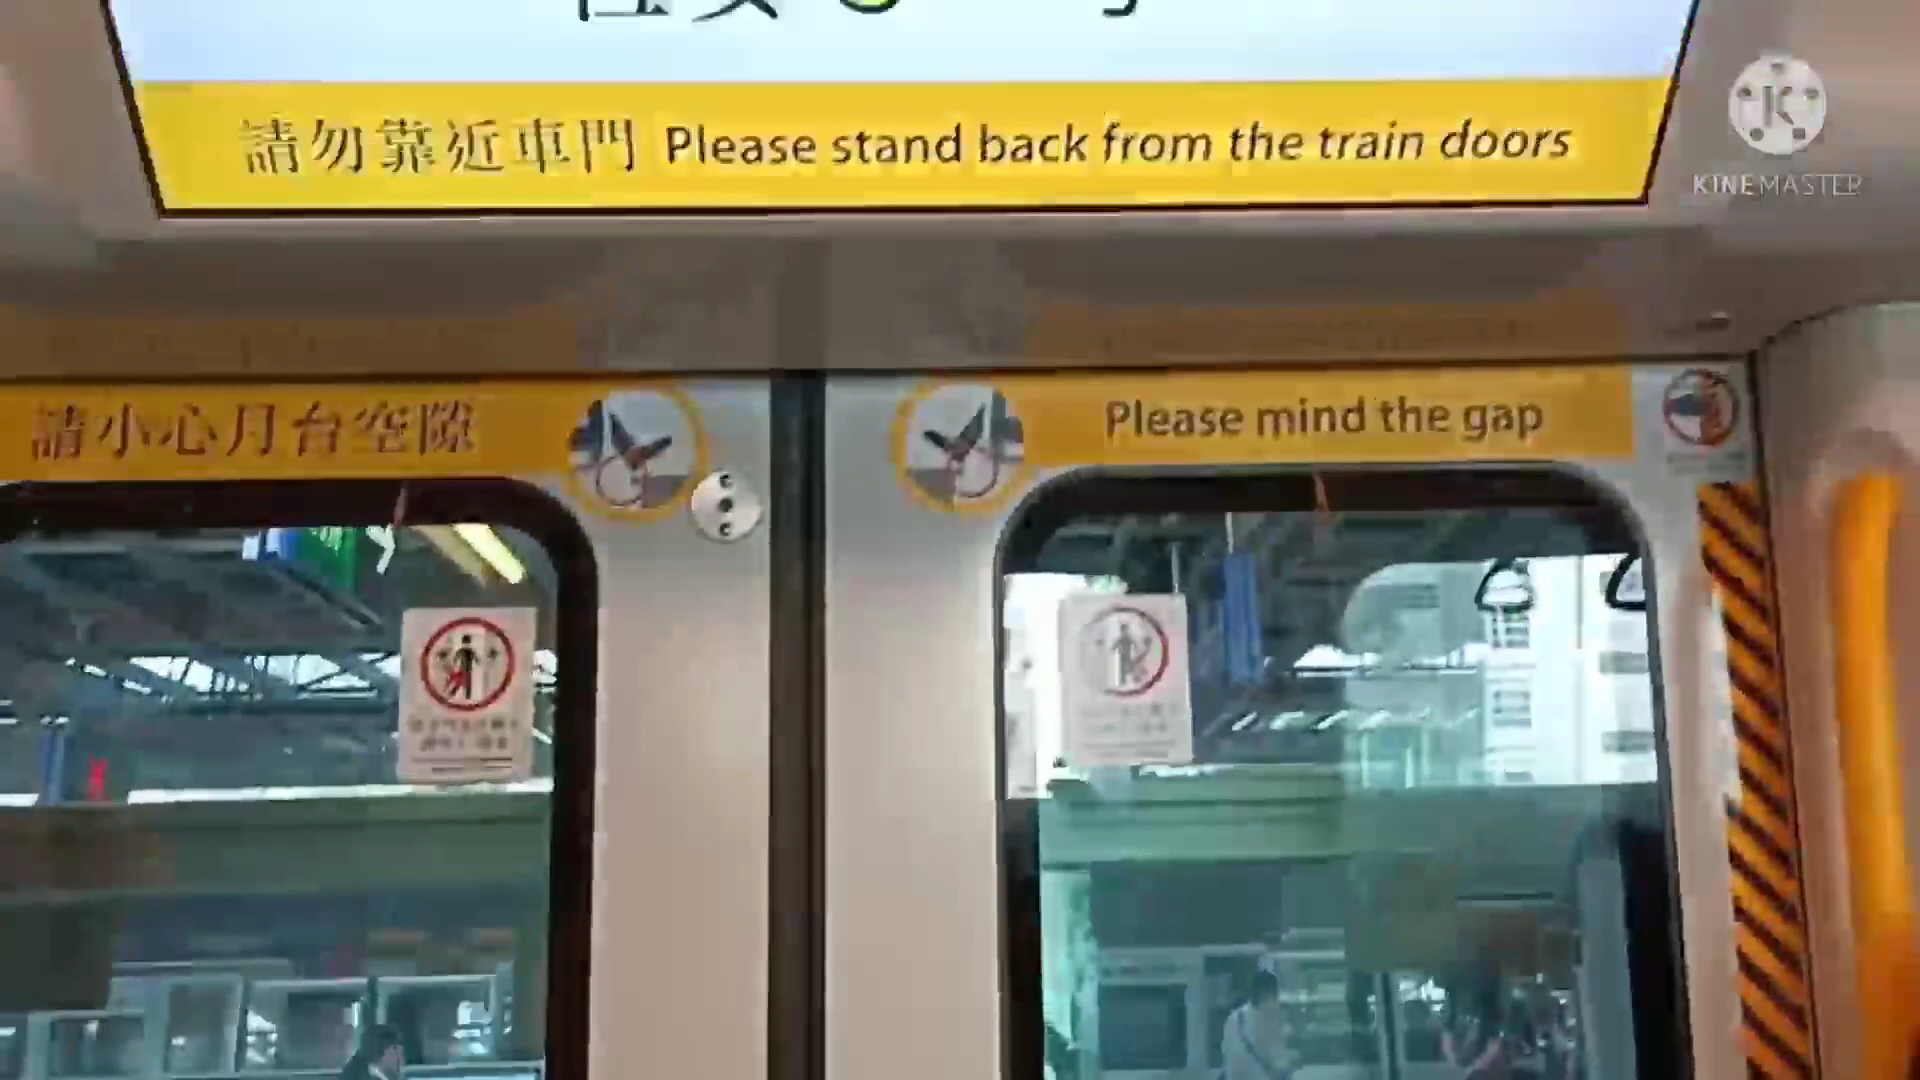 請勿靠近車門 Please stand back from the train doors
KINEMASTER
請小心月台空隙
Please mind the gap